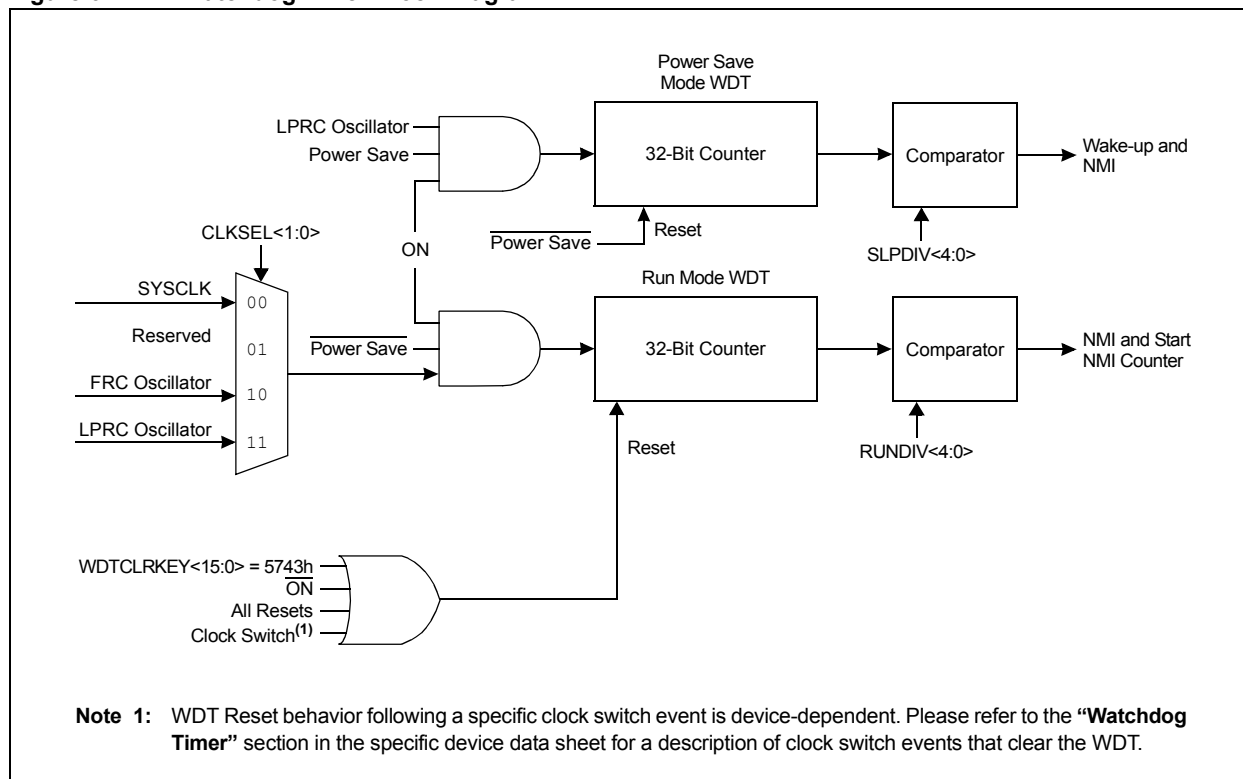 Power Save
Mode WDT
LPRC Oscillator
Power Save
32-Bit Counter
Comparator
Wake-up and
NMI
CLKSEL<1:0>
ON
Power Save
Reset
SLPDIV<4:0>
Run Mode WDT
SYSCLK
00
Reserved
01
Power Save
32-Bit Counter
Comparator
NMI and Start
NMI Counter
FRC Oscillator
10
LPRC Oscillator
11
Reset
RUNDIV<4:0>
WDTCLRKEY<15:0> = 5743h
ON
All Resets
Clock Switch(1)
Note 1: WDT Reset behavior following a specific clock switch event is device-dependent. Please refer to the “Watchdog
Timer” section in the specific device data sheet for a description of clock switch events that clear the WDT.